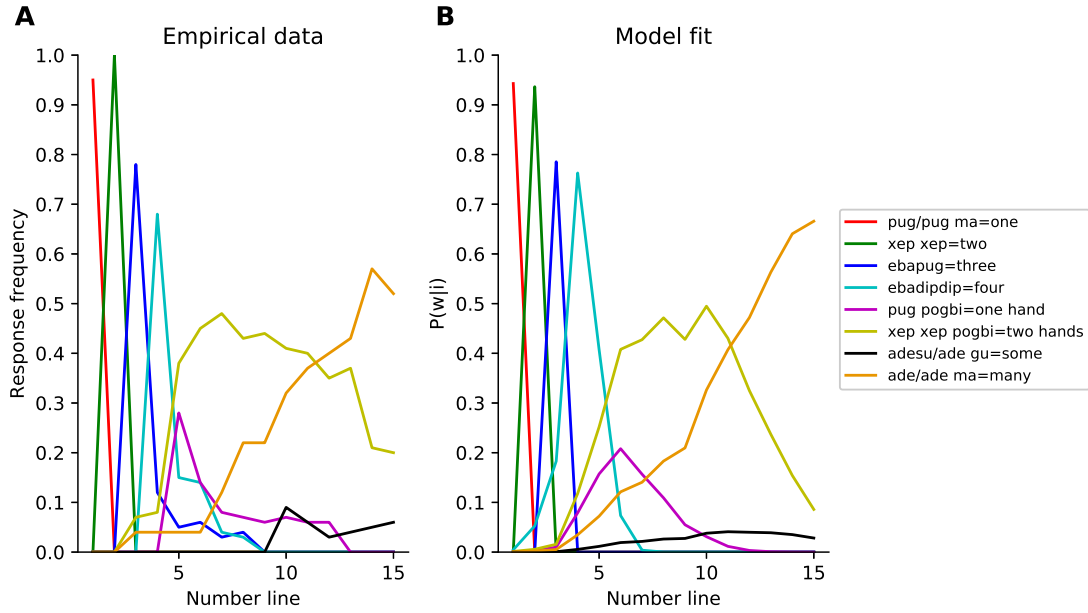 A
Empirical data
Response frequency
1.0
0.9
0.8
0.7
0.6
0.5
0.4
0.3
0.2
0.1
0.0
5
10
15
Number line
B
Model fit
P(w|i)
1.0
0.9
0.8
0.7
0.6
0.5
0.4
0.3
0.2
0.1
0.0
5
10
15
Number line
pug/pug ma=one
xep xep=two
ebapug=three
ebadipdip=four
pug pogbi=one hand
xep xep pogbi=two hands
adesu/ade gu=some
ade/ade ma=many